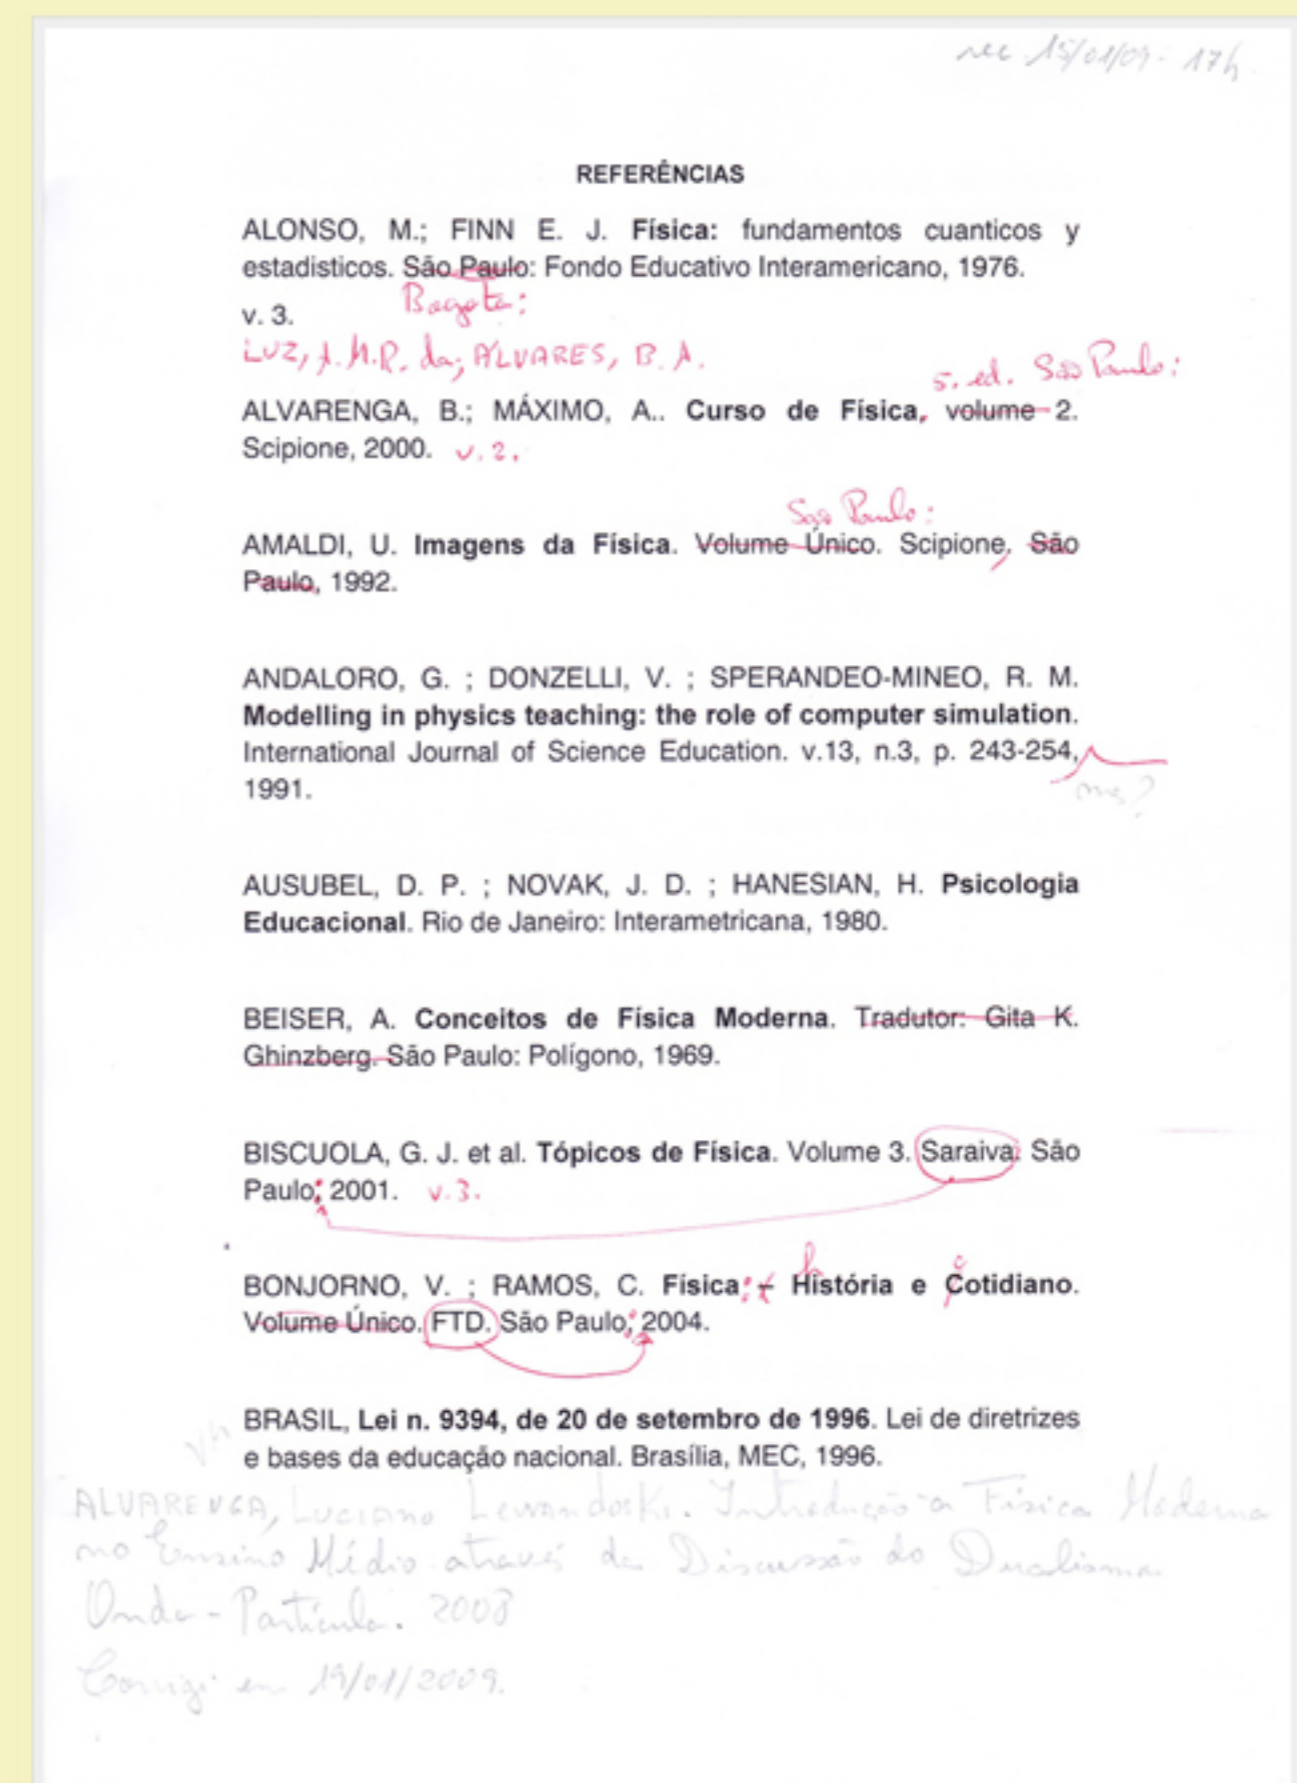 rec. 15/01/09 - 17h.
REFERÊNCIAS
ALONSO, M.; FINN E. J. Física: fundamentos cuanticos y
estadisticos. São Paulo: Fondo Educativo Interamericano, 1976.
Bogota:
v. 3.
LUZ, A.M.R. da; ÁLVARES, B. A.
5. ed. São Paulo:
ALVARENGA, B.; MÁXIMO, A.. Curso de Física, volume 2.
Scipione, 2000. v. 2.
São Paulo:
AMALDI, U. Imagens da Física. Volume Único. Scipione, São
Paulo, 1992.
ANDALORO, G. ; DONZELLI, V. ; SPERANDEO-MINEO, R. M.
Modelling in physics teaching: the role of computer simulation.
International Journal of Science Education. v.13, n.3, p. 243-254,
mes?
1991.
AUSUBEL, D. P. ; NOVAK, J. D. ; HANESIAN, H. Psicologia
Educacional. Rio de Janeiro: Interametricana, 1980.
BEISER, A. Conceitos de Física Moderna. Tradutor: Gita K.
Ghinzberg. São Paulo: Polígono, 1969.
BISCUOLA, G. J. et al. Tópicos de Física. Volume 3. Saraiva: São
Paulo; 2001. v.3.
h c
BONJORNO, V. ; RAMOS, C. Física: - História e Cotidiano.
Volume Único. FTD. São Paulo; 2004.
BRASIL, Lei n. 9394, de 20 de setembro de 1996. Lei de diretrizes
e bases da educação nacional. Brasília, MEC, 1996.
ALVARENGA, Luciano Lewandoski. Introdução a Física Moderna
no Ensino Médio através da Discussão do Dualismo
Onda-Partícula. 2008
Corrigi em 19/01/2009.